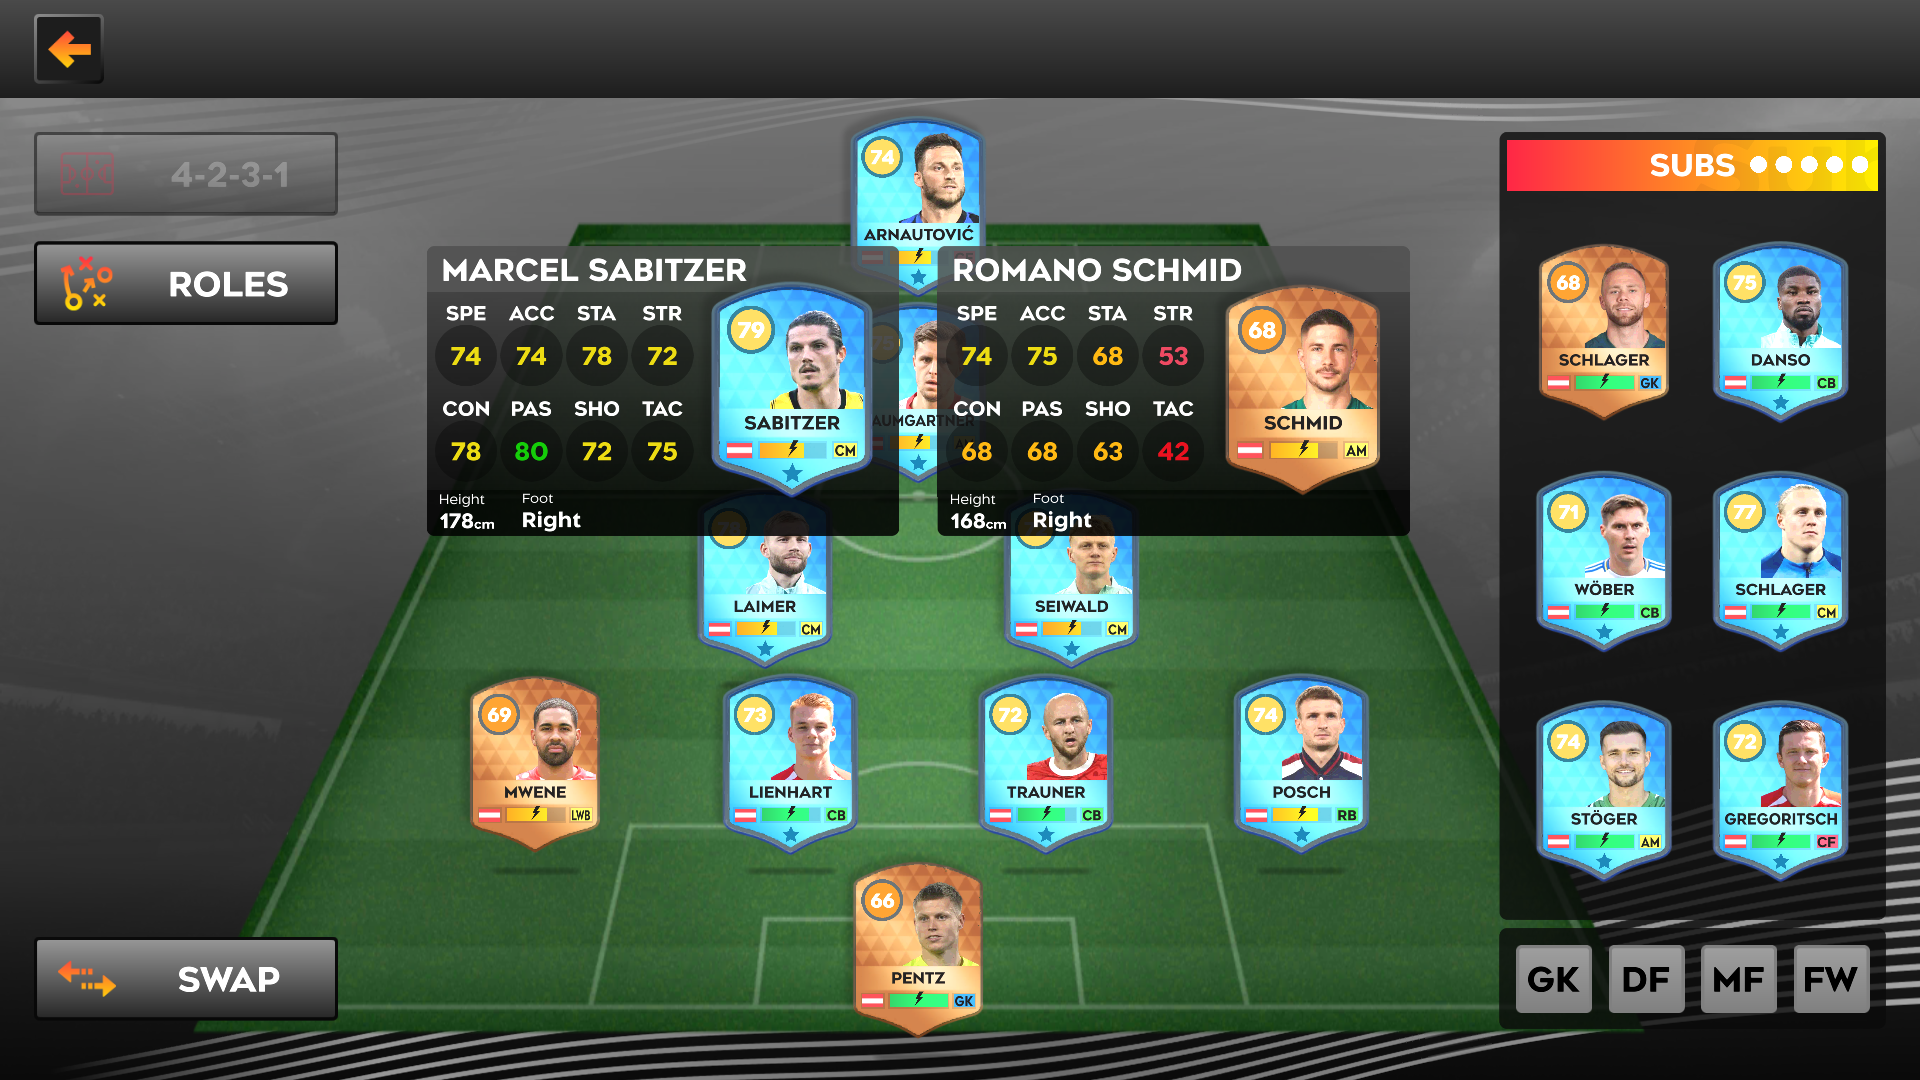 4-2-3-1
ROLES
SWAP
74
ARNAUTOVIĆ
MARCEL SABITZER
SPE ACC STA STR
74 74 78 72
CON PAS SHO TAC
78 80 72 75
Height Foot
178cm Right
79
SABITZER
CM
ROMANO SCHMID
SPE ACC STA STR
74 75 68 53
CON PAS SHO TAC
68 68 63 42
Height Foot
168cm Right
68
SCHMID
AM
LAIMER
CM
SEIWALD
CM
69
MWENE
LWB
73
LIENHART
CB
72
TRAUNER
CB
74
POSCH
RB
66
PENTZ
GK
SUBS
68
SCHLAGER
GK
75
DANSO
CB
71
WÖBER
CB
77
SCHLAGER
CM
74
STÖGER
AM
72
GREGORITSCH
CF
GK DF MF FW